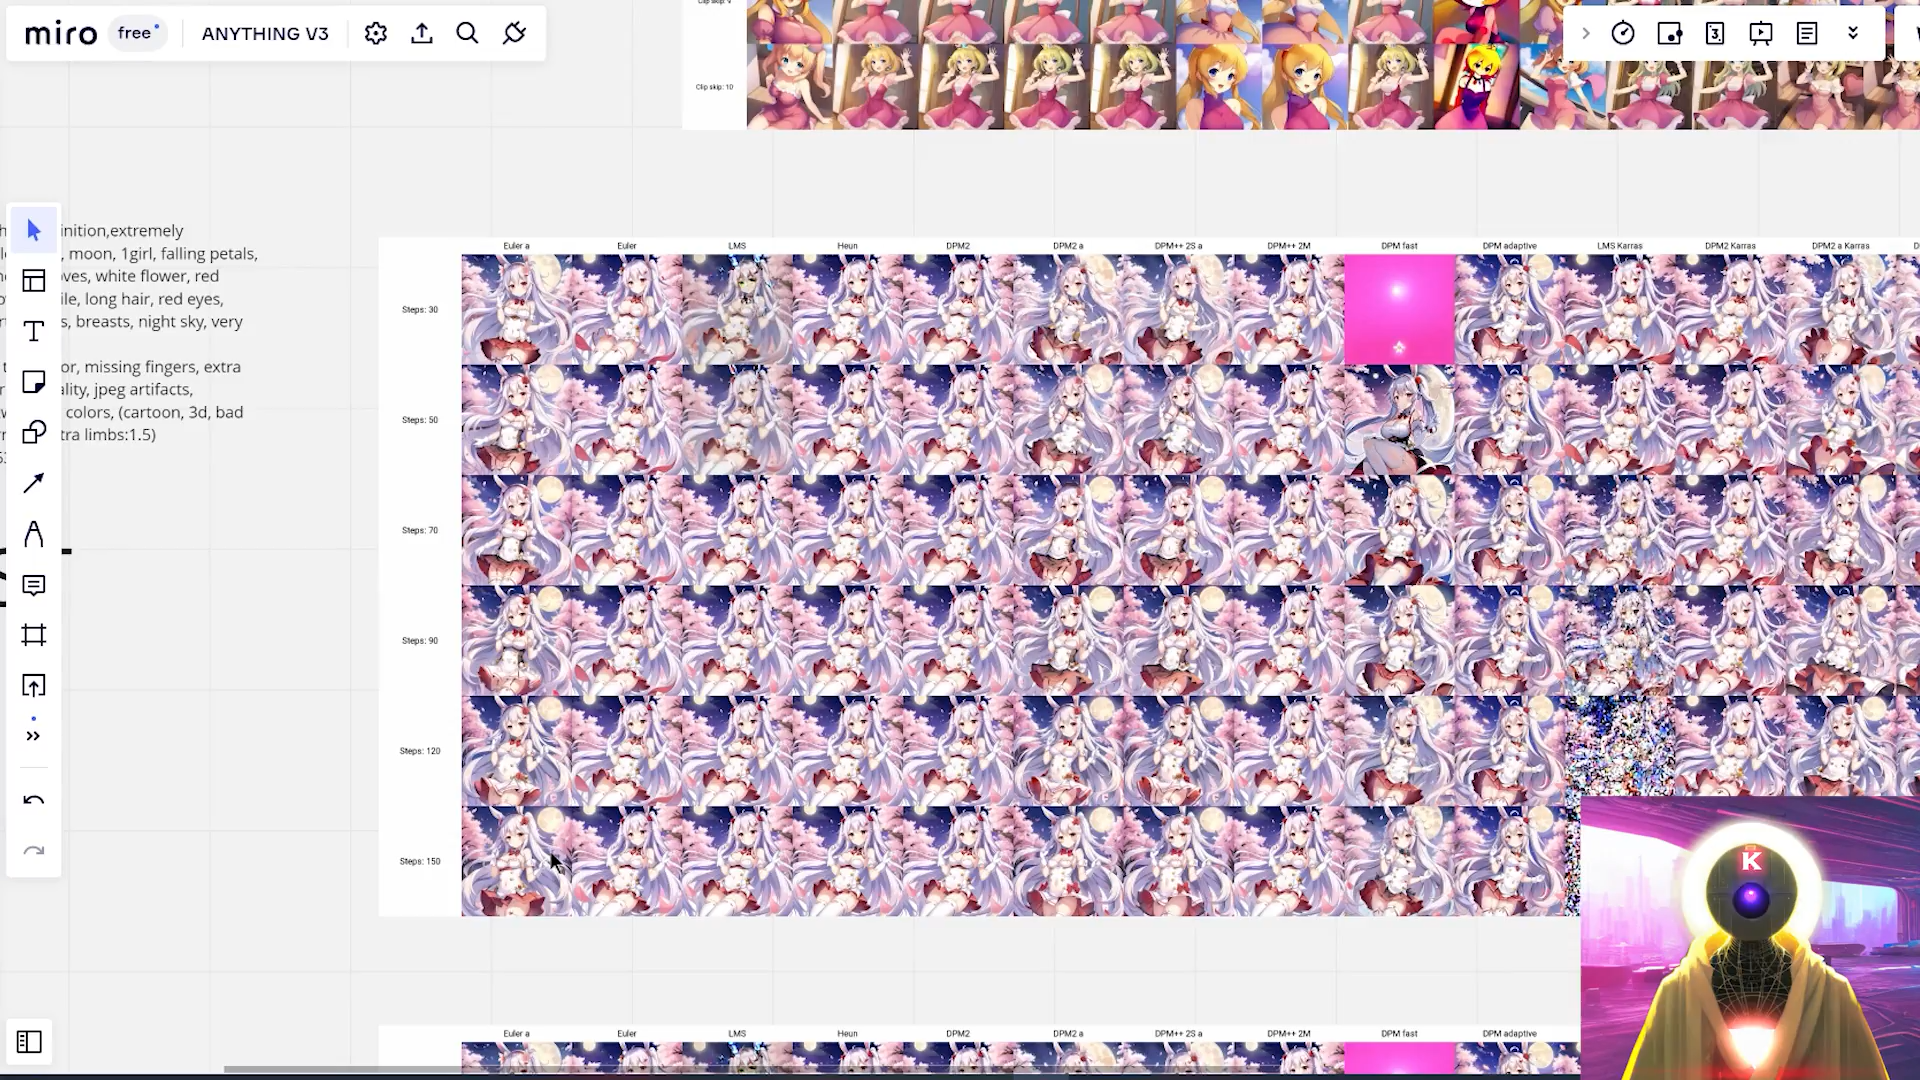 miro
free
ANYTHING V3
3
Clip skip: 10
inition,extremely
, moon, 1girl, falling petals,
oves, white flower, red
ile, long hair, red eyes,
s, breasts, night sky, very
or, missing fingers, extra
ality, jpeg artifacts,
colors, (cartoon, 3d, bad
tra limbs:1.5)
Euler a Euler LMS Heun DPM2 DPM2 a DPM++ 2S a DPM++ 2M DPM fast DPM adaptive LMS Karras DPM2 Karras DPM2 a Karras
Steps: 30
Steps: 50
Steps: 70
Steps: 90
Steps: 120
Steps: 150
K
Euler a Euler LMS Heun DPM2 DPM2 a DPM++ 2S a DPM++ 2M DPM fast DPM adaptive